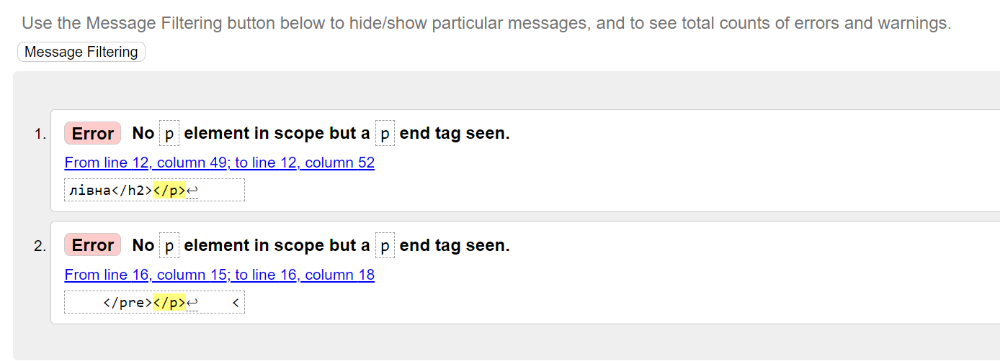 Use the Message Filtering button below to hide/show particular messages, and to see total counts of errors and warnings.
Message Filtering
1. Error No p element in scope but a p end tag seen.
From line 12, column 49; to line 12, column 52
лівна</h2></p>↩
2. Error No p element in scope but a p end tag seen.
From line 16, column 15; to line 16, column 18
</pre></p>↩ <